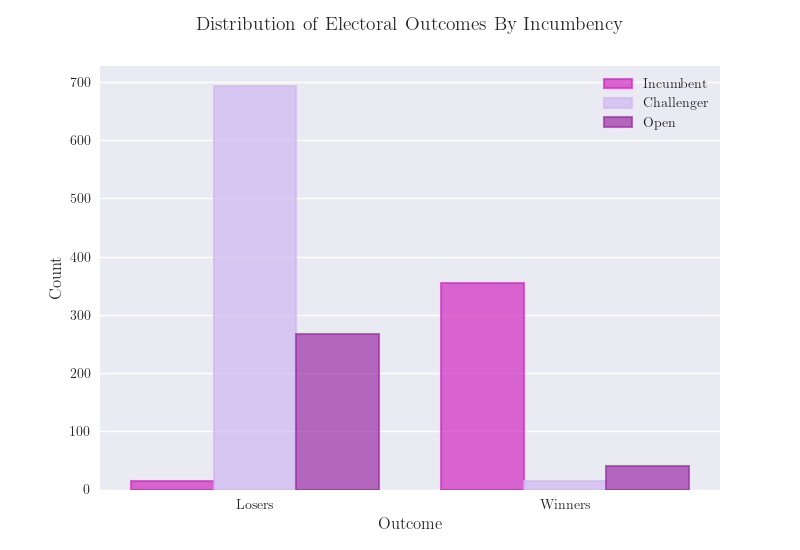 Distribution of Electoral Outcomes By Incumbency
Incumbent
Challenger
Open
700
600
500
400
300
200
100
0
Count
Losers
Winners
Outcome